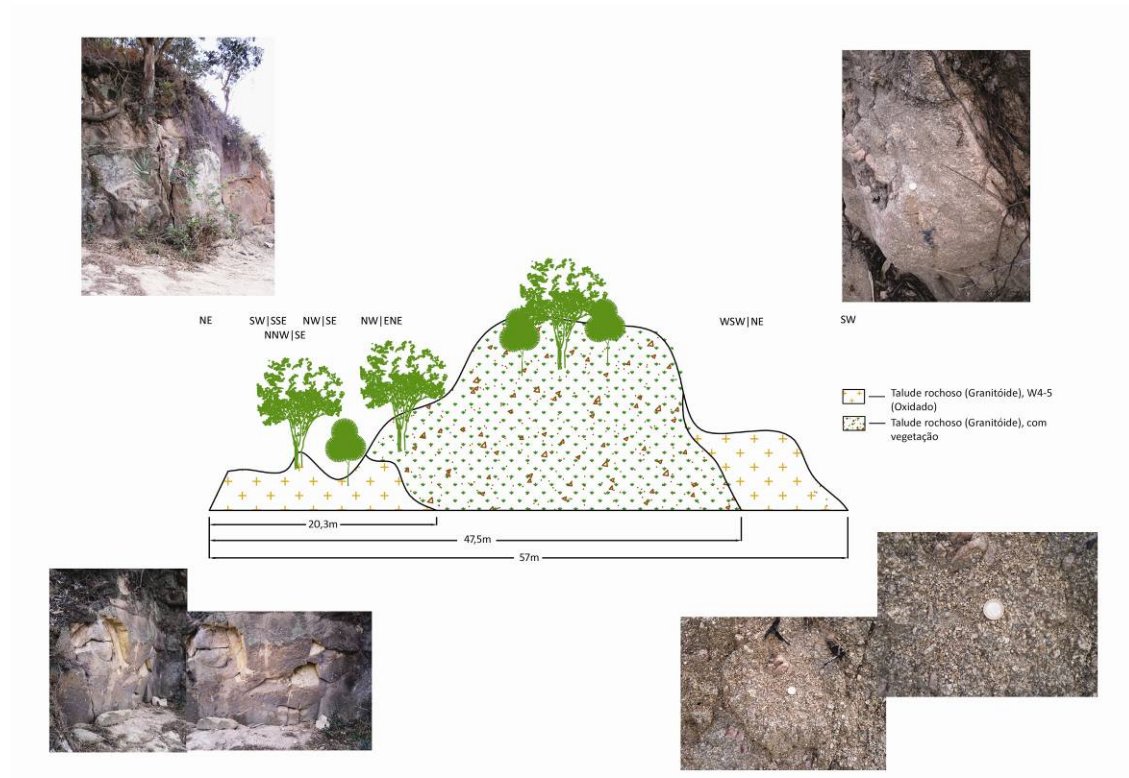 NE SW|SSE NW|SE NW|ENE WSW|NE SW
NNW|SE
Talude rochoso (Granitóide), W4-5
(Oxidado)
Talude rochoso (Granitóide), com
vegetação
20,3m
47,5m
57m